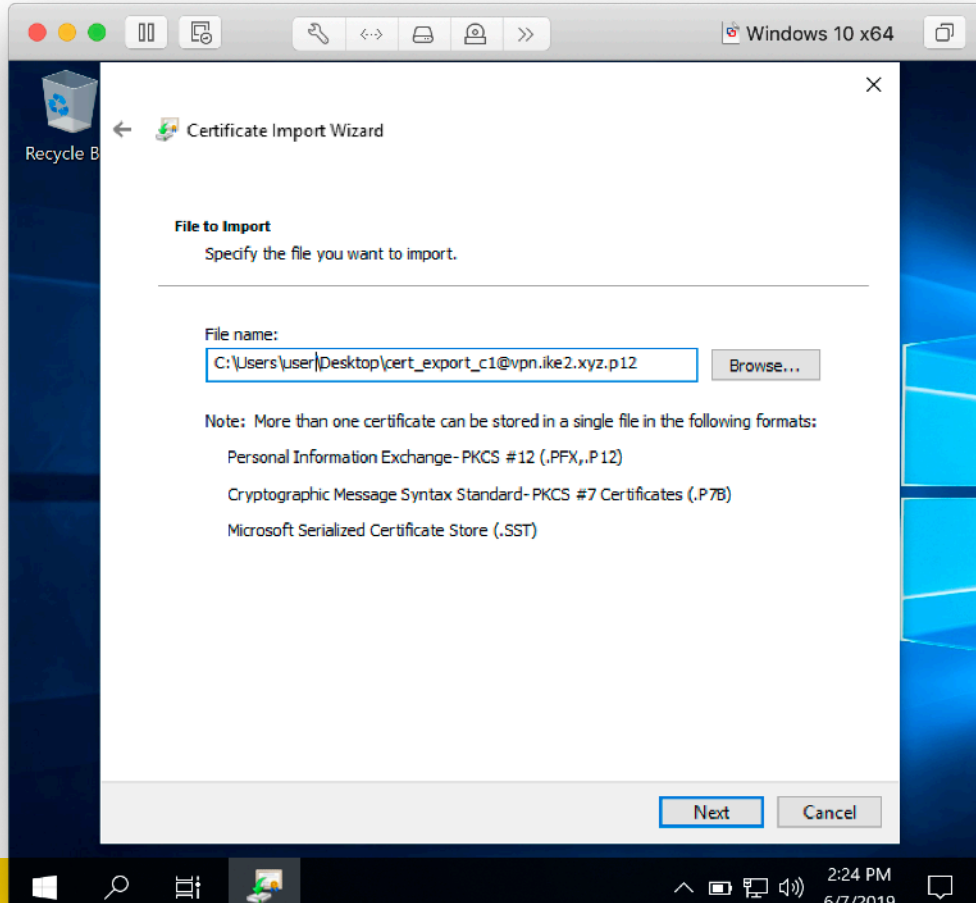 Windows 10 x64
Recycle B
Certificate Import Wizard
File to Import
Specify the file you want to import.
File name:
C:\Users\user\Desktop\cert_export_c1@vpn.ike2.xyz.p12
Browse...
Note: More than one certificate can be stored in a single file in the following formats:
Personal Information Exchange- PKCS #12 (.PFX,.P12)
Cryptographic Message Syntax Standard- PKCS #7 Certificates (.P7B)
Microsoft Serialized Certificate Store (.SST)
Next
Cancel
2:24 PM
6/7/2019